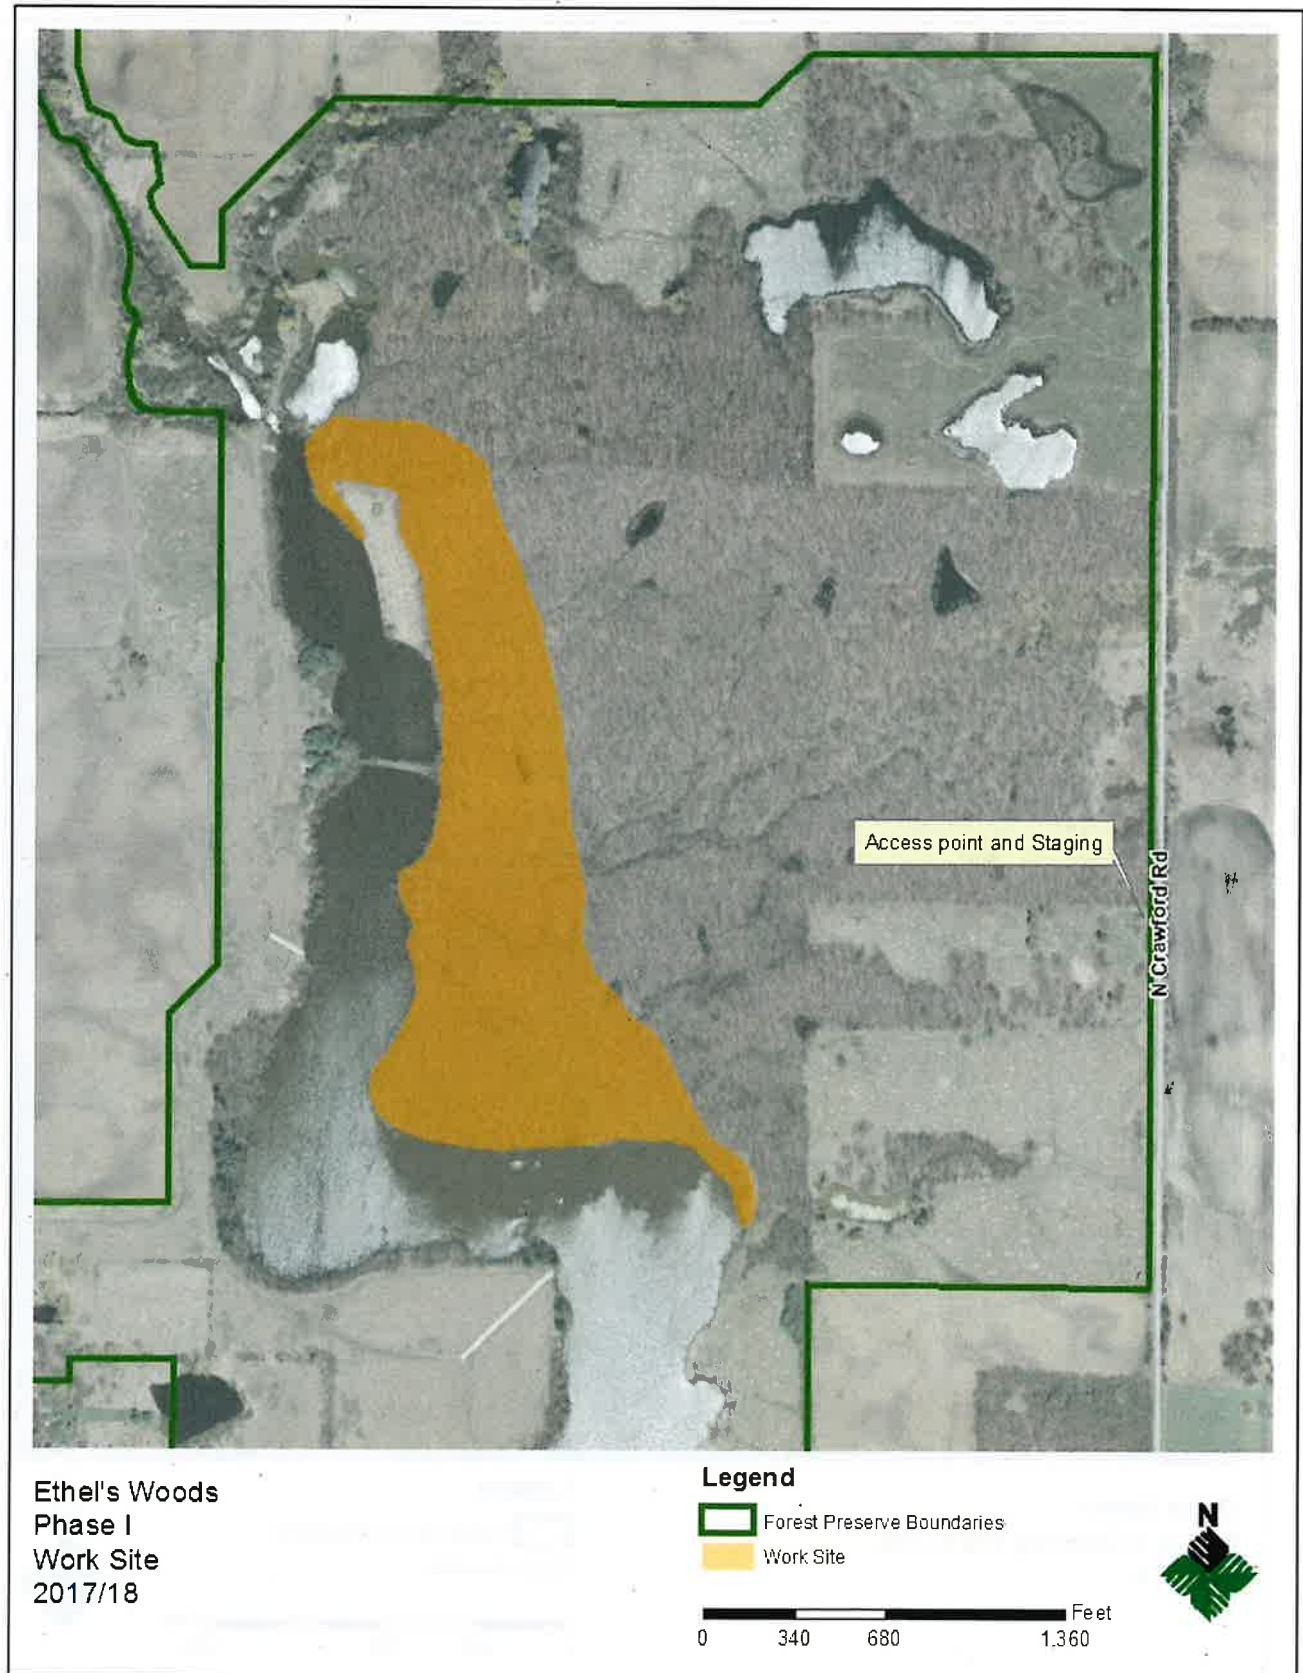 Access point and Staging
N Crawford Rd
Ethel's Woods
Phase I
Work Site
2017/18
Legend
Forest Preserve Boundaries
Work Site
N
Feet
0 340 680 1,360